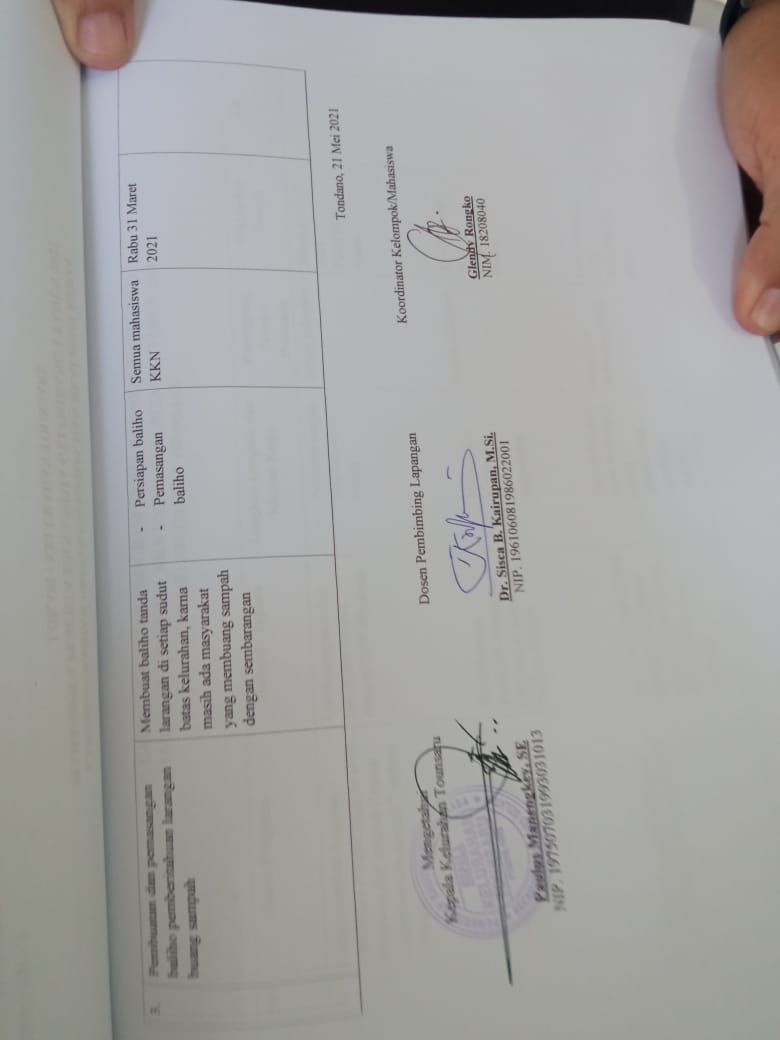 3.
Pembuatan dan pemasangan
baliho pemberitahuan larangan
buang sampah
Membuat baliho tanda
larangan di setiap sudut
batas kelurahan, karna
masih ada masyarakat
yang membuang sampah
dengan sembarangan
- Persiapan baliho
- Pemasangan
baliho
Semua mahasiswa
KKN
Rabu 31 Maret
2021
Tondano, 21 Mei 2021
Mengetahui
Kepala Kelurahan Tounsaru
Paulus Manengkey, SE
NIP. 197507031993031013
Dosen Pembimbing Lapangan
Dr. Sisca B. Kairupan, M.Si.
NIP. 196106081986022001
Koordinator Kelompok/Mahasiswa
Glendy Rongko
NIM. 18208040